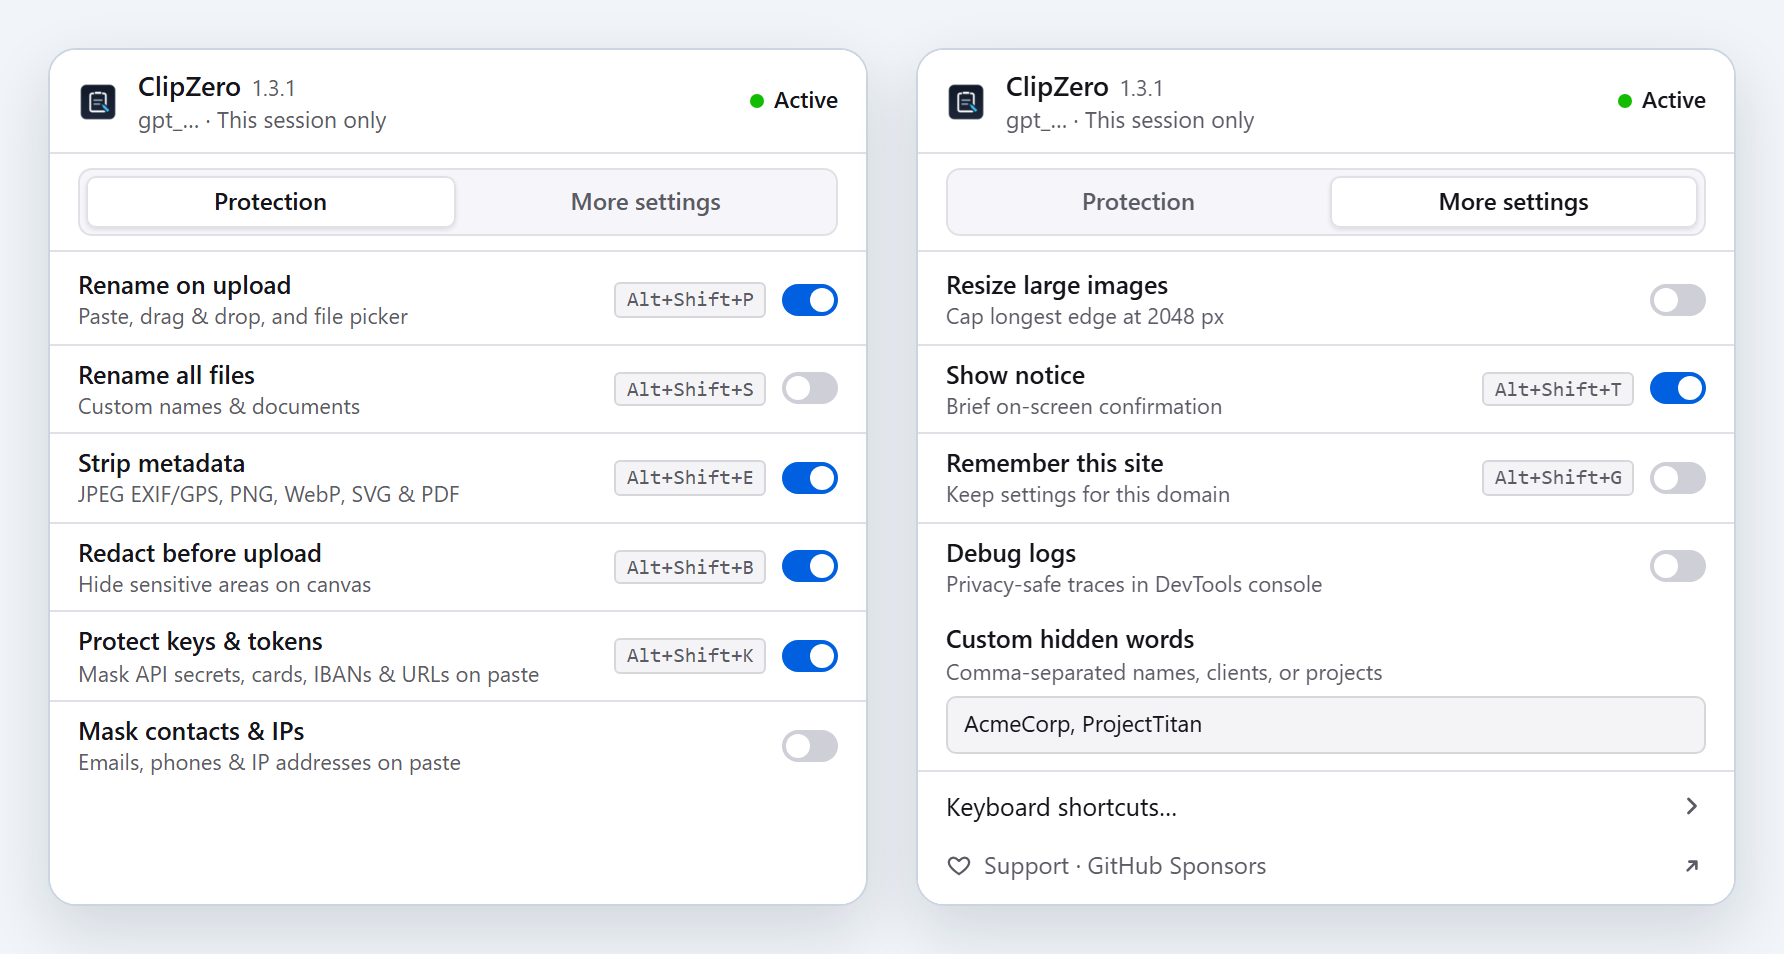 ClipZero 1.3.1
gpt_... · This session only
Active
Protection
More settings
Rename on upload
Paste, drag & drop, and file picker
Alt+Shift+P
Rename all files
Custom names & documents
Alt+Shift+S
Strip metadata
JPEG EXIF/GPS, PNG, WebP, SVG & PDF
Alt+Shift+E
Redact before upload
Hide sensitive areas on canvas
Alt+Shift+B
Protect keys & tokens
Mask API secrets, cards, IBANs & URLs on paste
Alt+Shift+K
Mask contacts & IPs
Emails, phones & IP addresses on paste
ClipZero 1.3.1
gpt_... · This session only
Active
Protection
More settings
Resize large images
Cap longest edge at 2048 px
Show notice
Brief on-screen confirmation
Alt+Shift+T
Remember this site
Keep settings for this domain
Alt+Shift+G
Debug logs
Privacy-safe traces in DevTools console
Custom hidden words
Comma-separated names, clients, or projects
AcmeCorp, ProjectTitan
Keyboard shortcuts...
Support · GitHub Sponsors